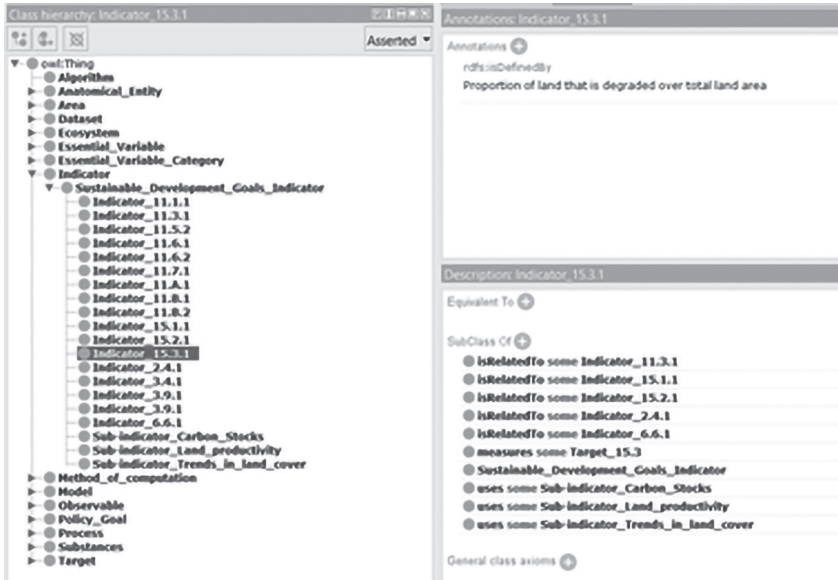 Class hierarchy: Indicator_15.3.1
Asserted
owl:Thing
Algorithm
Anatomical_Entity
Area
Dataset
Ecosystem
Essential_Variable
Essential_Variable_Category
Indicator
Sustainable_Development_Goals_Indicator
Indicator_11.1.1
Indicator_11.3.1
Indicator_11.5.2
Indicator_11.6.1
Indicator_11.6.2
Indicator_11.7.1
Indicator_11.A.1
Indicator_11.B.1
Indicator_11.B.2
Indicator_15.1.1
Indicator_15.2.1
Indicator_15.3.1
Indicator_2.4.1
Indicator_3.4.1
Indicator_3.9.1
Indicator_3.9.1
Indicator_6.6.1
Sub-indicator_Carbon_Stocks
Sub-indicator_Land_productivity
Sub-indicator_Trends_in_land_cover
Method_of_computation
Model
Observable
Policy_Goal
Process
Substances
Target
Annotations: Indicator_15.3.1
Annotations
rdfs:isDefinedBy
Proportion of land that is degraded over total land area
Description: Indicator_15.3.1
Equivalent To
SubClass Of
isRelatedTo some Indicator_11.3.1
isRelatedTo some Indicator_15.1.1
isRelatedTo some Indicator_15.2.1
isRelatedTo some Indicator_2.4.1
isRelatedTo some Indicator_6.6.1
measures some Target_15.3
Sustainable_Development_Goals_Indicator
uses some Sub-indicator_Carbon_Stocks
uses some Sub-indicator_Land_productivity
uses some Sub-indicator_Trends_in_land_cover
General class axioms